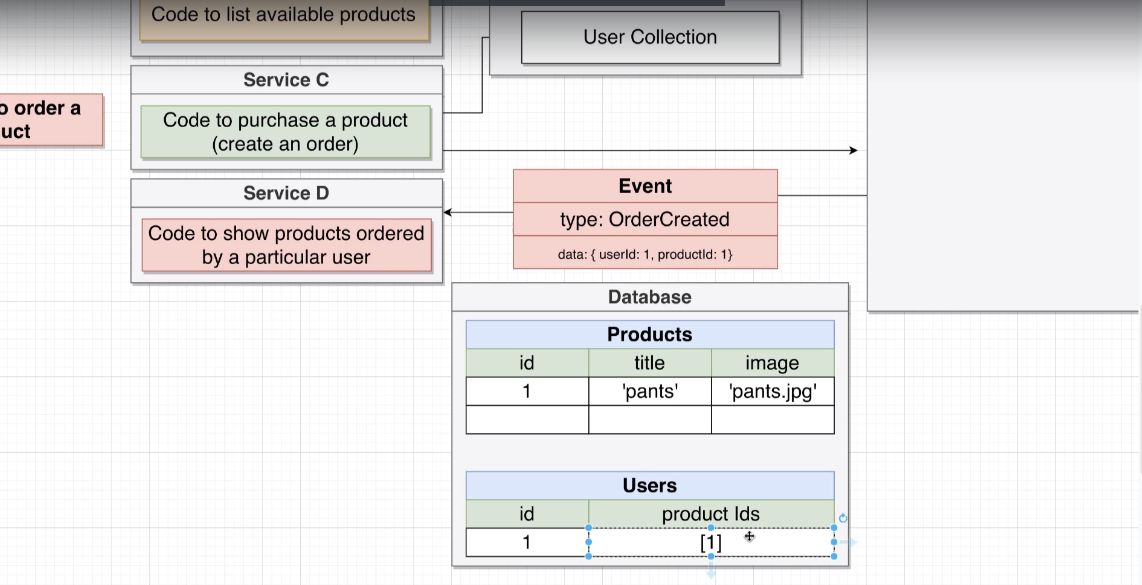 Code to list available products
User Collection
Service C
o order a
uct
Code to purchase a product
(create an order)
Service D
Code to show products ordered
by a particular user
Event
type: OrderCreated
data: { userId: 1, productId: 1}
Database
Products
id title image
1 'pants' 'pants.jpg'
Users
id product Ids
1 [1]